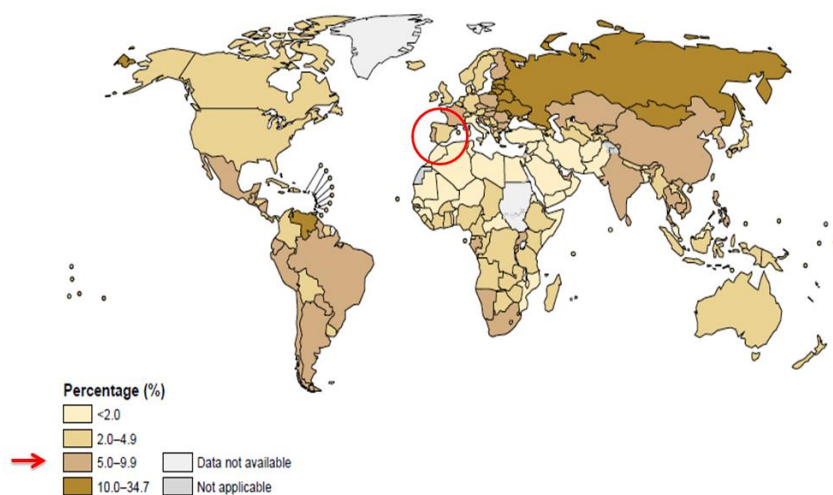 Percentage (%)
<2.0
2.0–4.9
5.0–9.9
Data not available
10.0–34.7
Not applicable